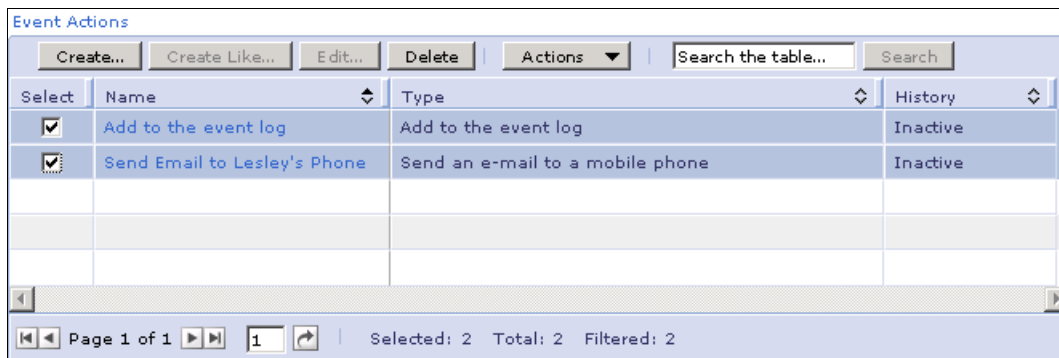 Event Actions
Create... Create Like... Edit... Delete Actions Search the table... Search
Select Name Type History
Add to the event log Add to the event log Inactive
Send Email to Lesley's Phone Send an e-mail to a mobile phone Inactive
Page 1 of 1 1 Selected: 2 Total: 2 Filtered: 2